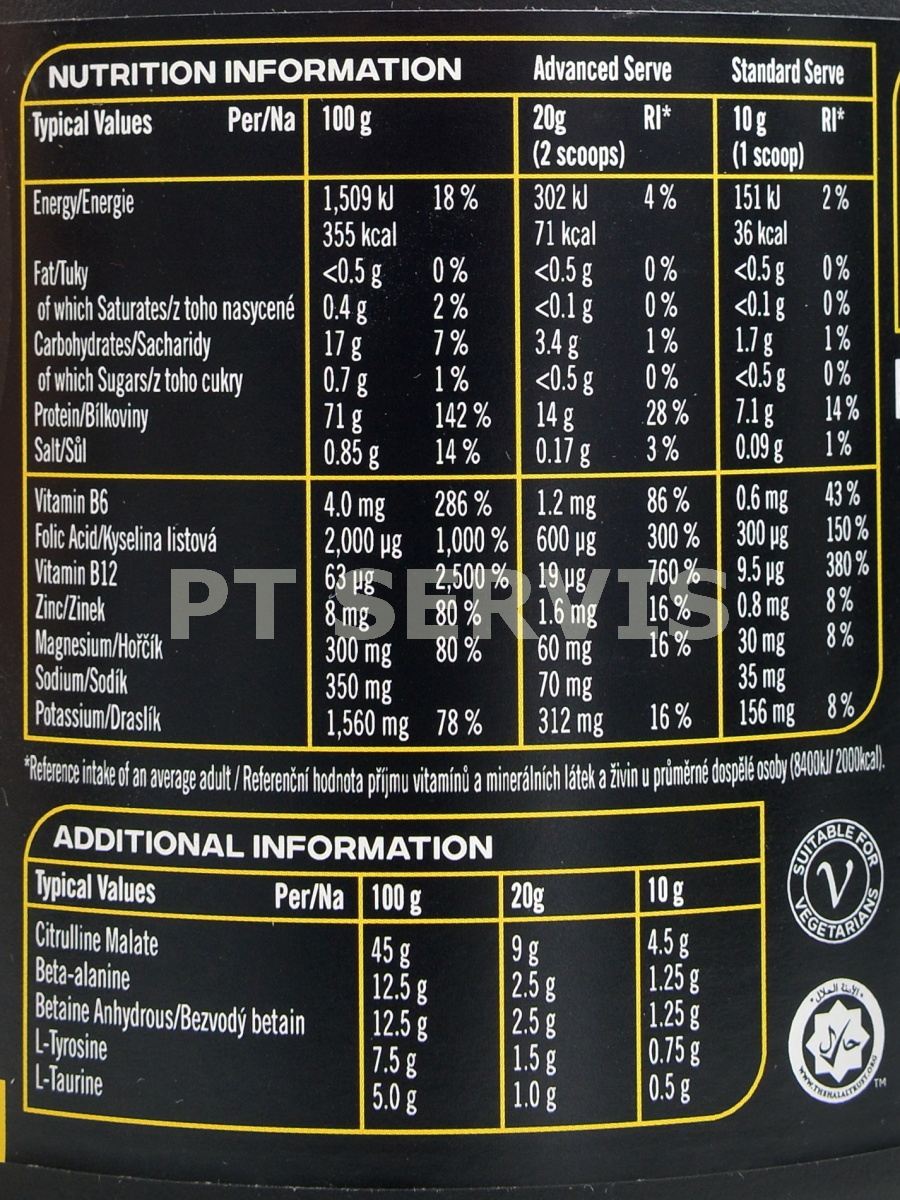 NUTRITION INFORMATION Advanced Serve Standard Serve
Typical Values Per/Na 100 g 20g RI* 10 g RI*
(2 scoops) (1 scoop)
Energy/Energie 1,509 kJ 18 % 302 kJ 4 % 151 kJ 2 %
355 kcal 71 kcal 36 kcal
Fat/Tuky <0.5 g 0 % <0.5 g 0 % <0.5 g 0 %
of which Saturates/z toho nasycené 0.4 g 2 % <0.1 g 0 % <0.1 g 0 %
Carbohydrates/Sacharidy 17 g 7 % 3.4 g 1 % 1.7 g 1 %
of which Sugars/z toho cukry 0.7 g 1 % <0.5 g 0 % <0.5 g 0 %
Protein/Bílkoviny 71 g 142 % 14 g 28 % 7.1 g 14 %
Salt/Sůl 0.85 g 14 % 0.17 g 3 % 0.09 g 1 %
Vitamin B6 4.0 mg 286 % 1.2 mg 86 % 0.6 mg 43 %
Folic Acid/Kyselina listová 2,000 µg 1,000 % 600 µg 300 % 300 µg 150 %
Vitamin B12 63 µg 2,500 % 19 µg 760 % 9.5 µg 380 %
PT SERVIS
Zinc/Zinek 8 mg 80 % 1.6 mg 16 % 0.8 mg 8 %
Magnesium/Hořčík 300 mg 80 % 60 mg 16 % 30 mg 8 %
Sodium/Sodík 350 mg 70 mg 35 mg
Potassium/Draslík 1,560 mg 78 % 312 mg 16 % 156 mg 8 %
*Reference intake of an average adult / Referenční hodnota příjmu vitamínů a minerálních látek a živin u průměrné dospělé osoby (8400kJ/ 2000kcal).
ADDITIONAL INFORMATION
Typical Values Per/Na 100 g 20g 10 g
Citrulline Malate 45 g 9 g 4.5 g
Beta-alanine 12.5 g 2.5 g 1.25 g
Betaine Anhydrous/Bezvodý betain 12.5 g 2.5 g 1.25 g
L-Tyrosine 7.5 g 1.5 g 0.75 g
L-Taurine 5.0 g 1.0 g 0.5 g
SUITABLE FOR
V
VEGETARIANS
حلال
WWW.THEHALALTRUST.ORG
TM